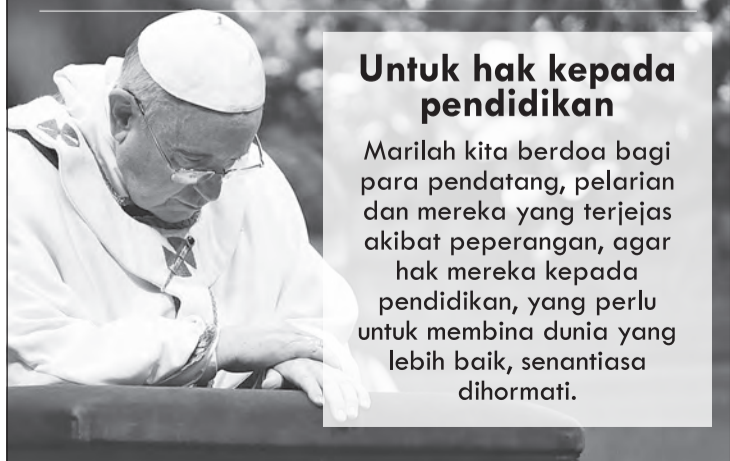 Untuk hak kepada
pendidikan
Marilah kita berdoa bagi
para pendatang, pelarian
dan mereka yang terjejas
akibat peperangan, agar
hak mereka kepada
pendidikan, yang perlu
untuk membina dunia yang
lebih baik, senantiasa
dihormati.